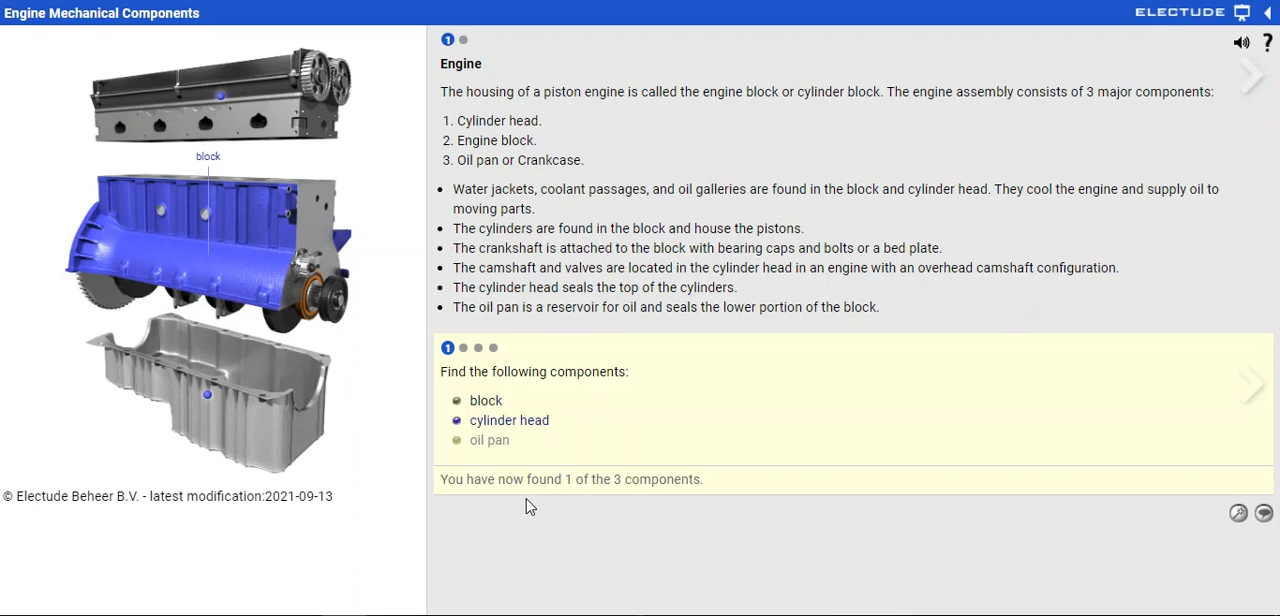 Engine Mechanical Components
ELECTUDE
block
© Electude Beheer B.V. - latest modification:2021-09-13
1
?
Engine
The housing of a piston engine is called the engine block or cylinder block. The engine assembly consists of 3 major components:
1. Cylinder head.
2. Engine block.
3. Oil pan or Crankcase.
• Water jackets, coolant passages, and oil galleries are found in the block and cylinder head. They cool the engine and supply oil to
moving parts.
• The cylinders are found in the block and house the pistons.
• The crankshaft is attached to the block with bearing caps and bolts or a bed plate.
• The camshaft and valves are located in the cylinder head in an engine with an overhead camshaft configuration.
• The cylinder head seals the top of the cylinders.
• The oil pan is a reservoir for oil and seals the lower portion of the block.
1
Find the following components:
block
cylinder head
oil pan
You have now found 1 of the 3 components.